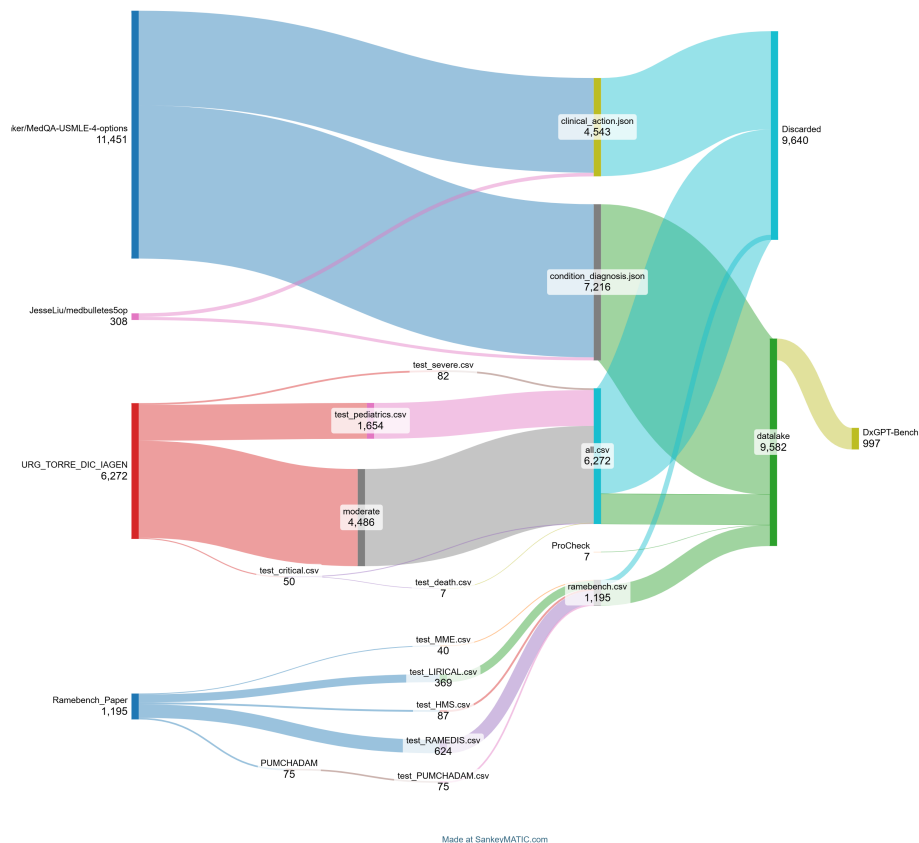 iker/MedQA-USMLE-4-options
11,451
clinical_action.json
4,543
Discarded
9,640
condition_diagnosis.json
7,216
JesseLiu/medbulletes5op
308
test_severe.csv
82
test_pediatrics.csv
1,654
URG_TORRE_DIC_IAGEN
6,272
all.csv
6,272
datalake
9,582
DxGPT-Bench
997
moderate
4,486
ProCheck
7
test_critical.csv
50
test_death.csv
7
ramebench.csv
1,195
test_MME.csv
40
test_LIRICAL.csv
369
Ramebench_Paper
1,195
test_HMS.csv
87
test_RAMEDIS.csv
624
PUMCHADAM
75
test_PUMCHADAM.csv
75
Made at SankeyMATIC.com